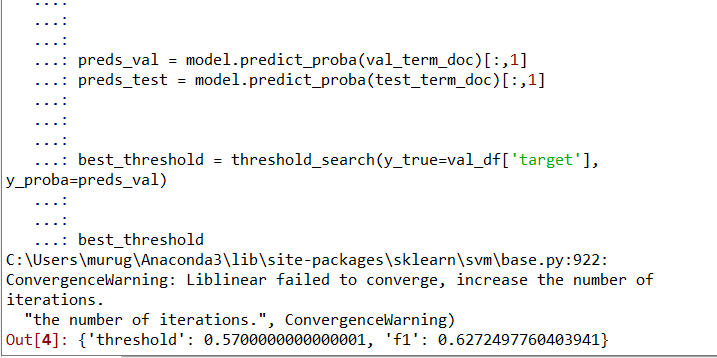 ...:
...:
...:
...: preds_val = model.predict_proba(val_term_doc)[:,1]
...: preds_test = model.predict_proba(test_term_doc)[:,1]
...:
...:
...:
...: best_threshold = threshold_search(y_true=val_df['target'],
y_proba=preds_val)
...:
...:
...: best_threshold
C:\Users\murug\Anaconda3\lib\site-packages\sklearn\svm\base.py:922:
ConvergenceWarning: Liblinear failed to converge, increase the number of
iterations.
  "the number of iterations.", ConvergenceWarning)
Out[4]: {'threshold': 0.5700000000000001, 'f1': 0.6272497760403941}